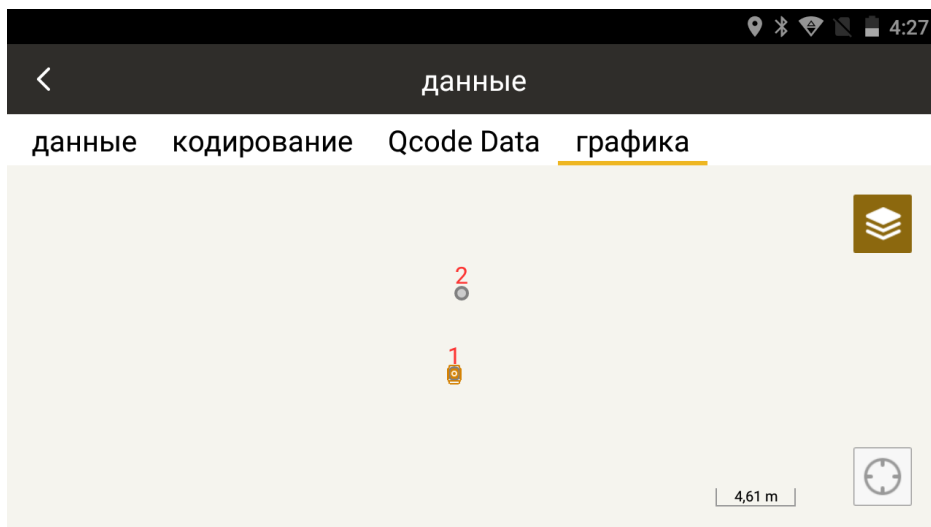 4:27
данные
данные кодирование Qcode Data графика
2
1
4,61 m